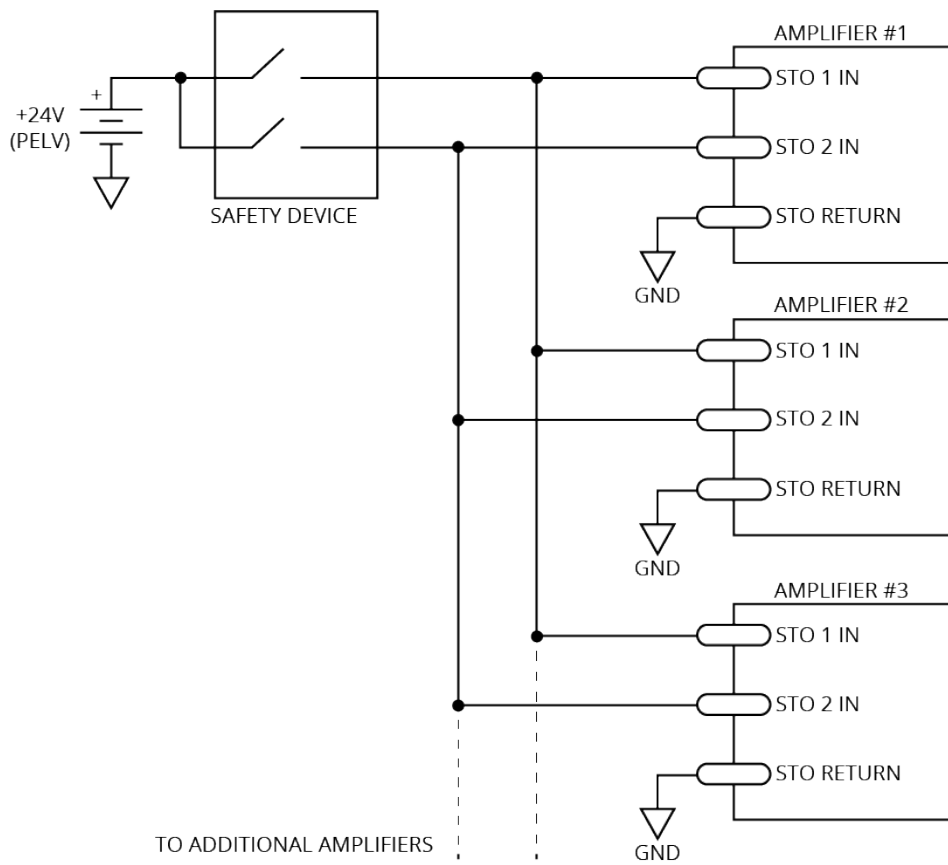 AMPLIFIER #1
STO 1 IN
+
+24V
(PELV)
STO 2 IN
SAFETY DEVICE
STO RETURN
GND
AMPLIFIER #2
STO 1 IN
STO 2 IN
STO RETURN
GND
AMPLIFIER #3
STO 1 IN
STO 2 IN
STO RETURN
TO ADDITIONAL AMPLIFIERS
GND